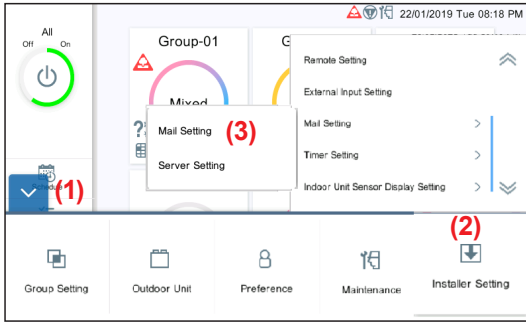 22/01/2019 Tue 08:18 PM
All
Off On
Group-01
G
Mixed
Remote Setting
External Input Setting
Mail Setting
Timer Setting
Indoor Unit Sensor Display Setting
Mail Setting
(3)
Server Setting
Schedule
(1)
(2)
Group Setting
Outdoor Unit
Preference
Maintenance
Installer Setting